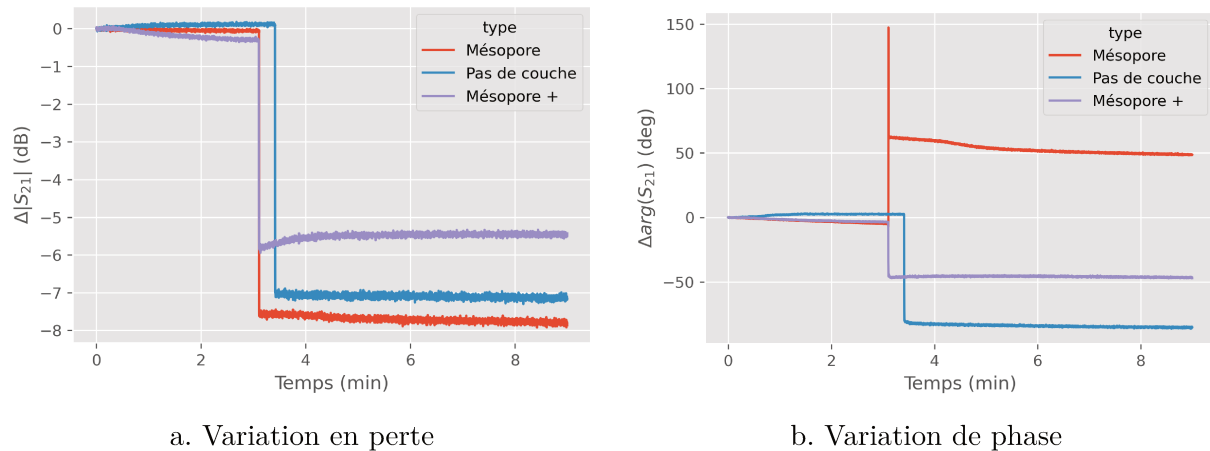 0
−1
−2
−3
−4
−5
−6
−7
−8
Δ|S21| (dB)
0 2 4 6 8
Temps (min)
type
Mésopore
Pas de couche
Mésopore +
a. Variation en perte
150
100
50
0
−50
Δarg(S21) (deg)
0 2 4 6 8
Temps (min)
type
Mésopore
Pas de couche
Mésopore +
b. Variation de phase